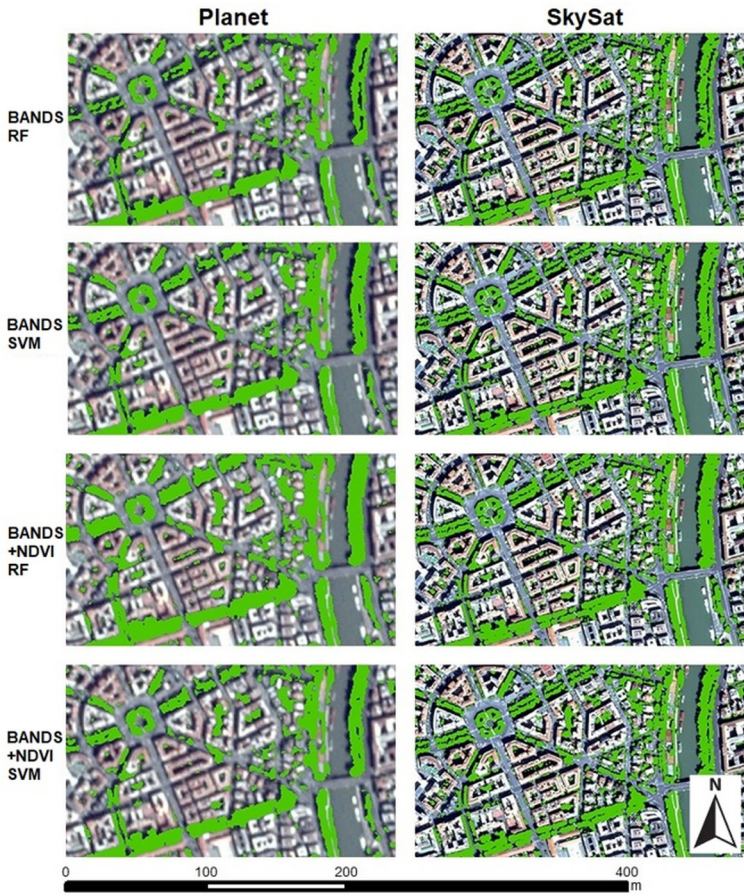 Planet
SkySat
BANDS
RF
BANDS
SVM
BANDS
+NDVI
RF
BANDS
+NDVI
SVM
N
0
100
200
400
m